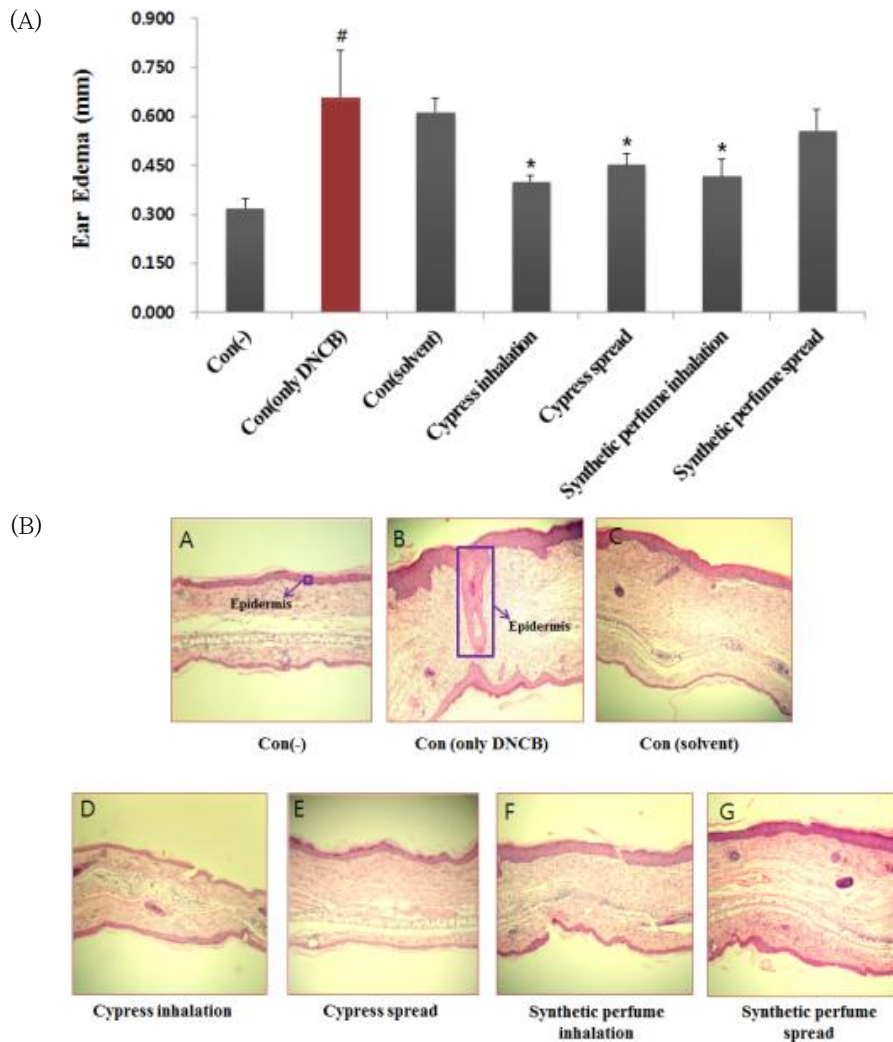 (A)
0.900
0.750
0.600
0.450
0.300
0.150
0.000
Ear Edema (mm)
#
*
*
*
Con(-)
Con(only DNCB)
Con(solvent)
Cypress inhalation
Cypress spread
Synthetic perfume inhalation
Synthetic perfume spread
(B)
A
Epidermis
B
Epidermis
C
Con(-)
Con (only DNCB)
Con (solvent)
D
E
F
G
Cypress inhalation
Cypress spread
Synthetic perfume
inhalation
Synthetic perfume
spread